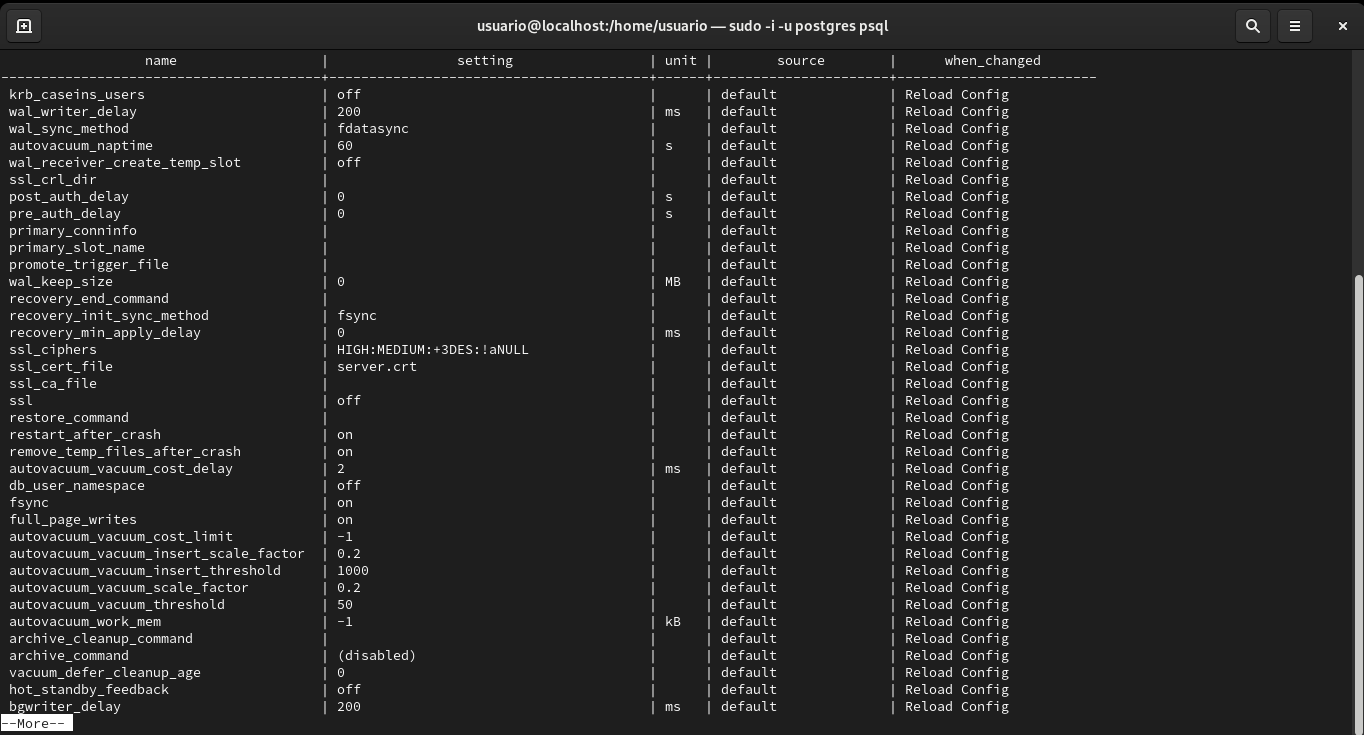 usuario@localhost:/home/usuario — sudo -i -u postgres psql
name | setting | unit | source | when_changed
----------------------------------------+----------------------------------------+------+----------------------+-------------------------
krb_caseins_users | off | | default | Reload Config
wal_writer_delay | 200 | ms | default | Reload Config
wal_sync_method | fdatasync | | default | Reload Config
autovacuum_naptime | 60 | s | default | Reload Config
wal_receiver_create_temp_slot | off | | default | Reload Config
ssl_crl_dir | | | default | Reload Config
post_auth_delay | 0 | s | default | Reload Config
pre_auth_delay | 0 | s | default | Reload Config
primary_conninfo | | | default | Reload Config
primary_slot_name | | | default | Reload Config
promote_trigger_file | | | default | Reload Config
wal_keep_size | 0 | MB | default | Reload Config
recovery_end_command | | | default | Reload Config
recovery_init_sync_method | fsync | | default | Reload Config
recovery_min_apply_delay | 0 | ms | default | Reload Config
ssl_ciphers | HIGH:MEDIUM:+3DES:!aNULL | | default | Reload Config
ssl_cert_file | server.crt | | default | Reload Config
ssl_ca_file | | | default | Reload Config
ssl | off | | default | Reload Config
restore_command | | | default | Reload Config
restart_after_crash | on | | default | Reload Config
remove_temp_files_after_crash | on | | default | Reload Config
autovacuum_vacuum_cost_delay | 2 | ms | default | Reload Config
db_user_namespace | off | | default | Reload Config
fsync | on | | default | Reload Config
full_page_writes | on | | default | Reload Config
autovacuum_vacuum_cost_limit | -1 | | default | Reload Config
autovacuum_vacuum_insert_scale_factor | 0.2 | | default | Reload Config
autovacuum_vacuum_insert_threshold | 1000 | | default | Reload Config
autovacuum_vacuum_scale_factor | 0.2 | | default | Reload Config
autovacuum_vacuum_threshold | 50 | | default | Reload Config
autovacuum_work_mem | -1 | kB | default | Reload Config
archive_cleanup_command | | | default | Reload Config
archive_command | (disabled) | | default | Reload Config
vacuum_defer_cleanup_age | 0 | | default | Reload Config
hot_standby_feedback | off | | default | Reload Config
bgwriter_delay | 200 | ms | default | Reload Config
--More--